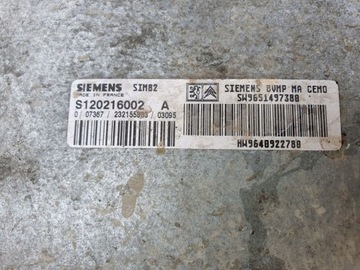 SIEMENS SIM82
MADE IN FRANCE
S120216002 A
SIEMENS BVMP MA CEMO
SW9651497380
HW9640922780